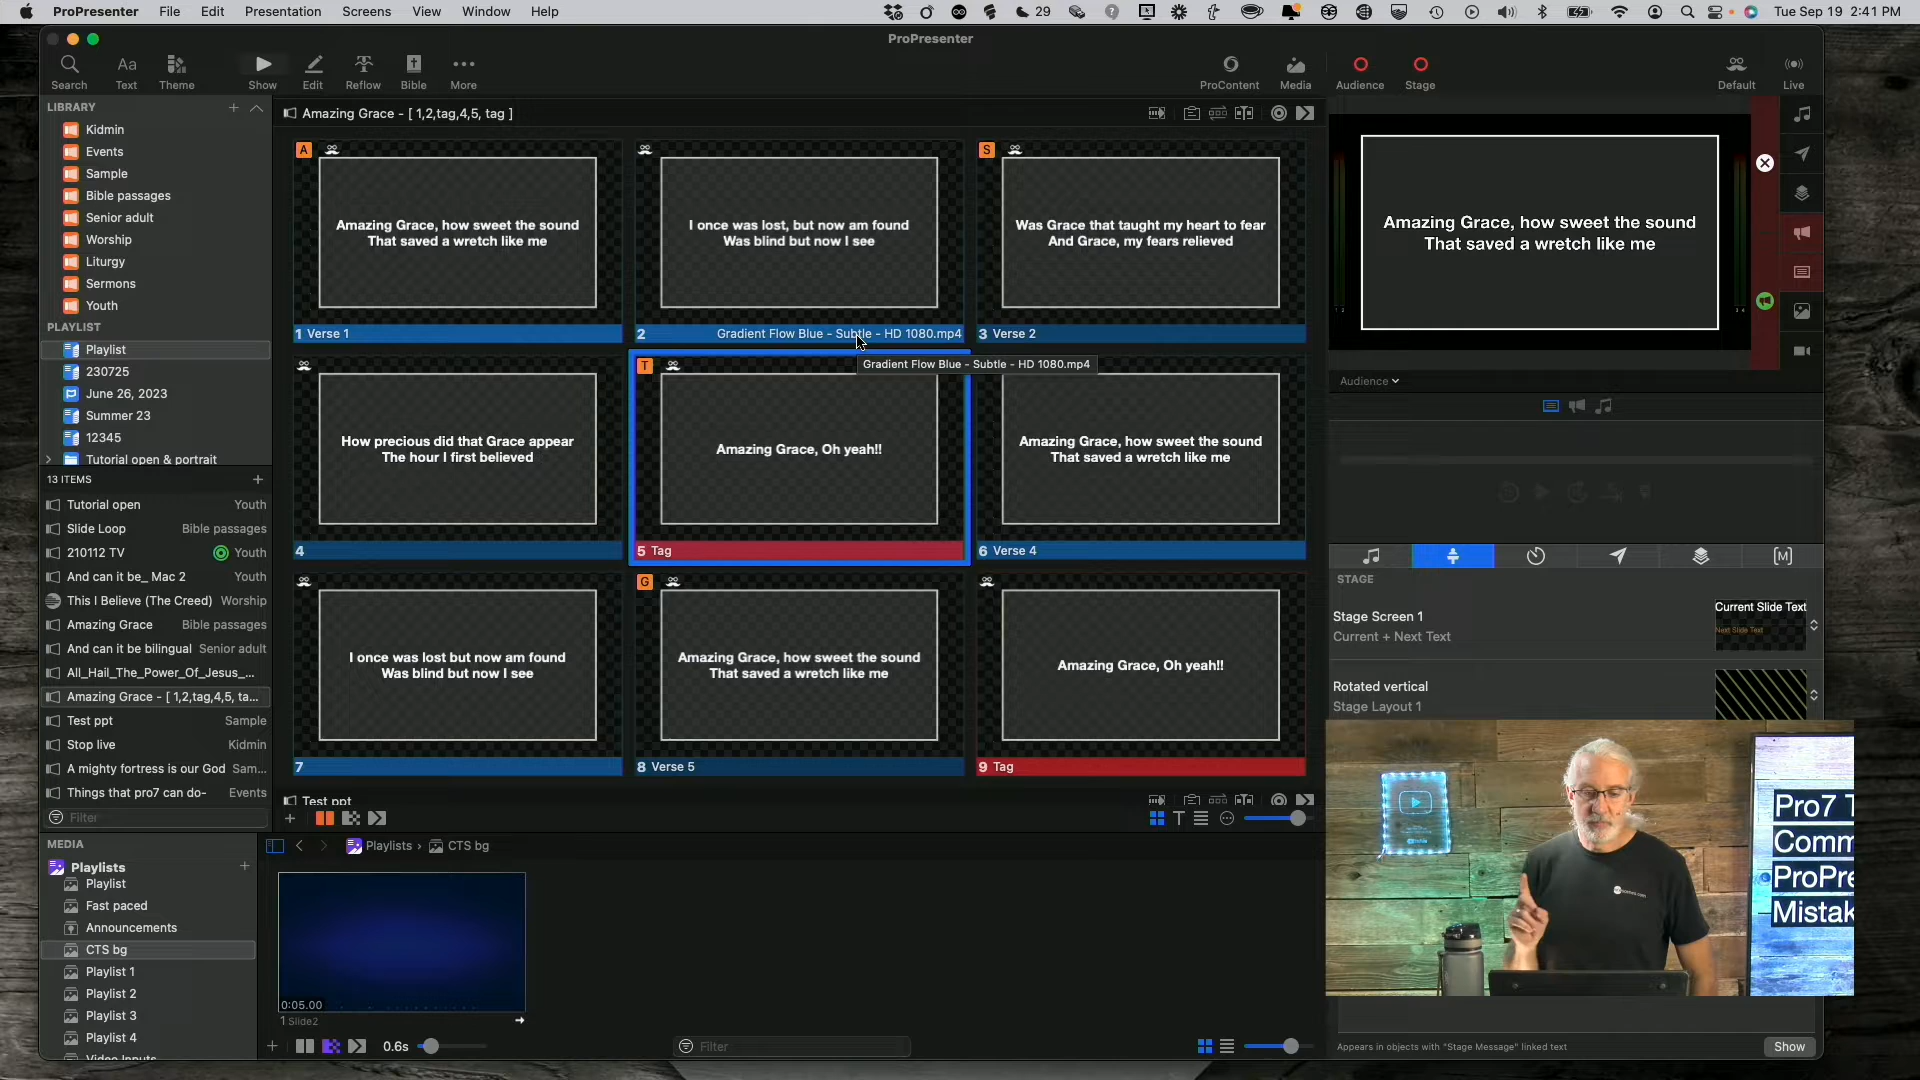 ProPresenter File Edit Presentation Screens View Window Help
29
Tue Sep 19 2:41 PM
ProPresenter
Search
Aa
Text
Theme
Show
Edit
Reflow
Bible
More
ProContent
Media
Audience
Stage
Default
Live
LIBRARY
Kidmin
Events
Sample
Bible passages
Senior adult
Worship
Liturgy
Sermons
Youth
PLAYLIST
Playlist
230725
June 26, 2023
Summer 23
12345
Tutorial open & portrait
13 ITEMS
Tutorial open Youth
Slide Loop Bible passages
210112 TV Youth
And can it be_ Mac 2 Youth
This I Believe (The Creed) Worship
Amazing Grace Bible passages
And can it be bilingual Senior adult
All_Hail_The_Power_Of_Jesus_...
Amazing Grace - [ 1,2,tag,4,5, ta...
Test ppt Sample
Stop live Kidmin
A mighty fortress is our God Sam...
Things that pro7 can do- Events
Filter
Amazing Grace - [ 1,2,tag,4,5, tag ]
A
Amazing Grace, how sweet the sound
That saved a wretch like me
1 Verse 1
I once was lost, but now am found
Was blind but now I see
2 Gradient Flow Blue - Subtle - HD 1080.mp4
S
Was Grace that taught my heart to fear
And Grace, my fears relieved
3 Verse 2
Gradient Flow Blue - Subtle - HD 1080.mp4
How precious did that Grace appear
The hour I first believed
4
T
Amazing Grace, Oh yeah!!
5 Tag
Amazing Grace, how sweet the sound
That saved a wretch like me
6 Verse 4
I once was lost but now am found
Was blind but now I see
7
G
Amazing Grace, how sweet the sound
That saved a wretch like me
8 Verse 5
Amazing Grace, Oh yeah!!
9 Tag
Test ppt
Amazing Grace, how sweet the sound
That saved a wretch like me
Audience
STAGE
Stage Screen 1
Current + Next Text
Current Slide Text
Next Slide Text
Rotated vertical
Stage Layout 1
[M]
Pro7 T
Comm
ProPre
Mistak
Appears in objects with "Stage Message" linked text
Show
MEDIA
Playlists
Playlist
Fast paced
Announcements
CTS bg
Playlist 1
Playlist 2
Playlist 3
Playlist 4
Video Inputs
Playlists › CTS bg
0:05.00
1 Slide2
0.6s
Filter